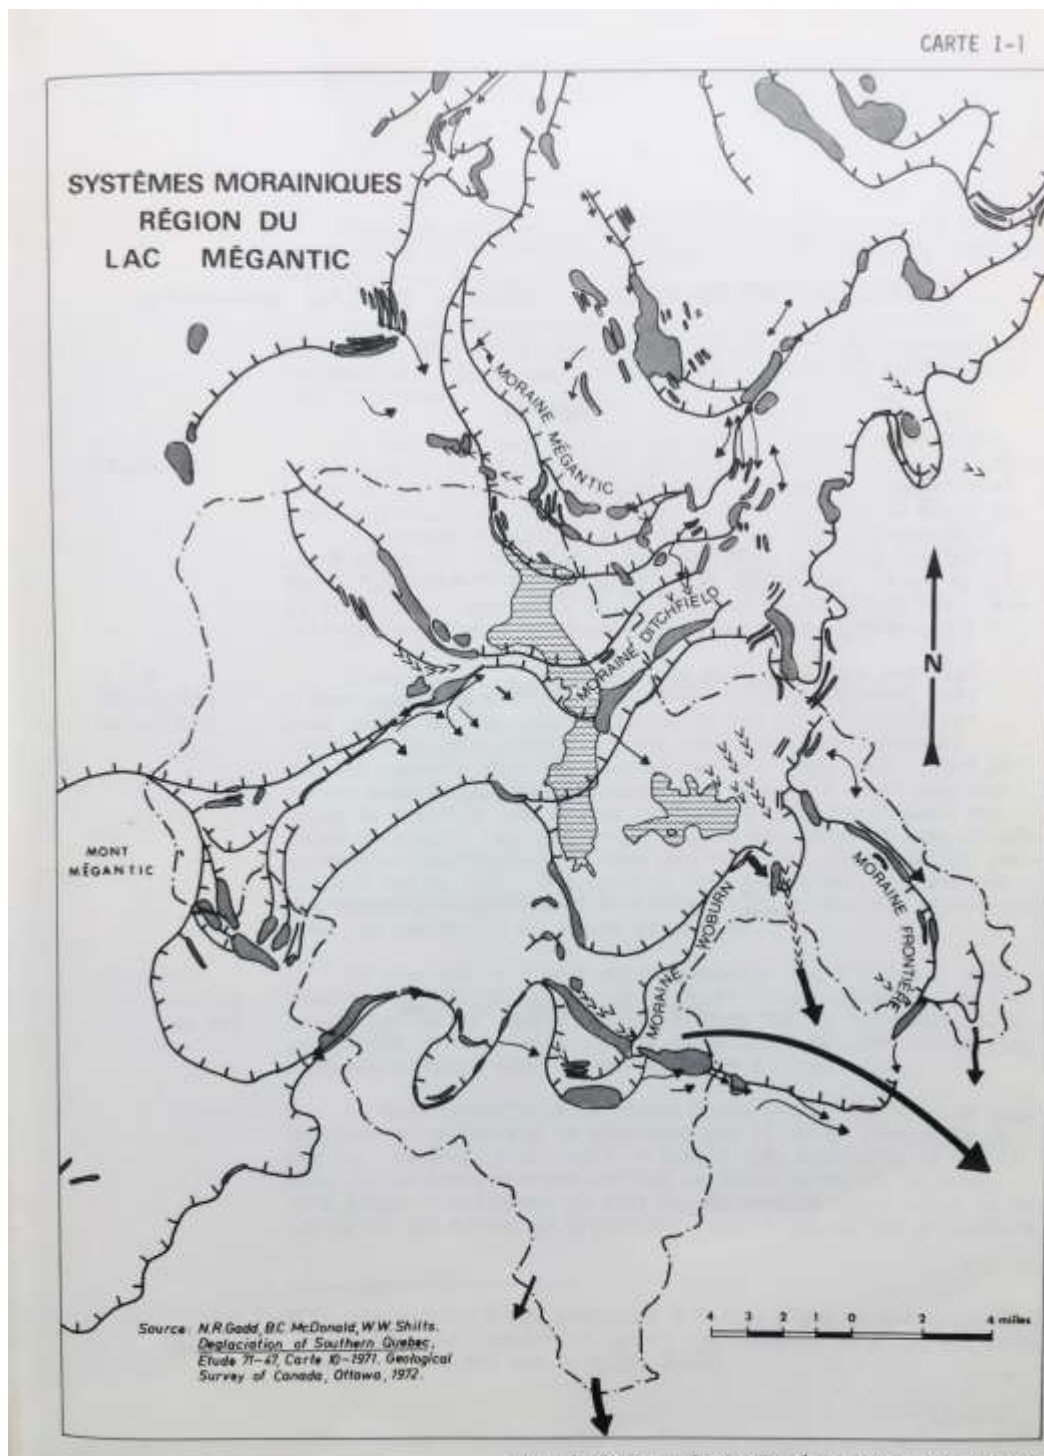 CARTE I-1
SYSTÈMES MORAINIQUES
RÉGION DU
LAC MÉGANTIC
MORAINE MÉGANTIC
MORAINE DITCHFIELD
N
MONT
MÉGANTIC
MORAINE WOBURN
MORAINE FRONTIÈRE
4 3 2 1 0 2 4 milles
Source: N.R. Gadd, B.C. McDonald, W.W. Shilts.
Deglaciation of Southern Quebec,
Etude 71-47, Carte 10-1971. Geological
Survey of Canada, Ottawa, 1972.